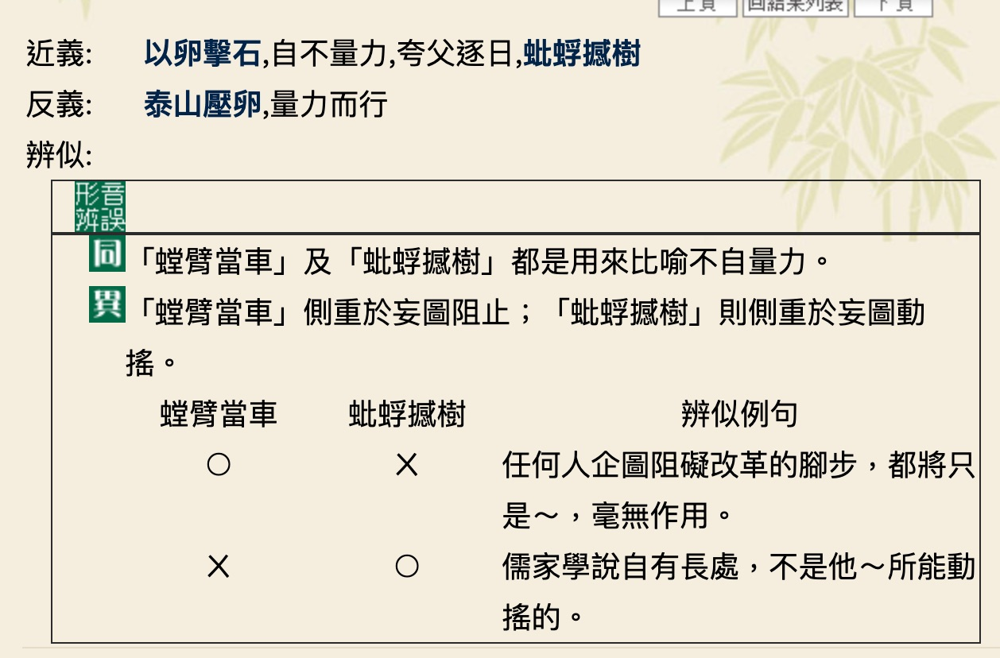 上頁 回結果列表 下頁
近義: 以卵擊石,自不量力,夸父逐日,蚍蜉撼樹
反義: 泰山壓卵,量力而行
辨似:
形音
辨誤
同「螳臂當車」及「蚍蜉撼樹」都是用來比喻不自量力。
異「螳臂當車」側重於妄圖阻止；「蚍蜉撼樹」則側重於妄圖動
搖。
螳臂當車 蚍蜉撼樹 辨似例句
○ ╳ 任何人企圖阻礙改革的腳步，都將只
是～，毫無作用。
╳ ○ 儒家學說自有長處，不是他～所能動
搖的。